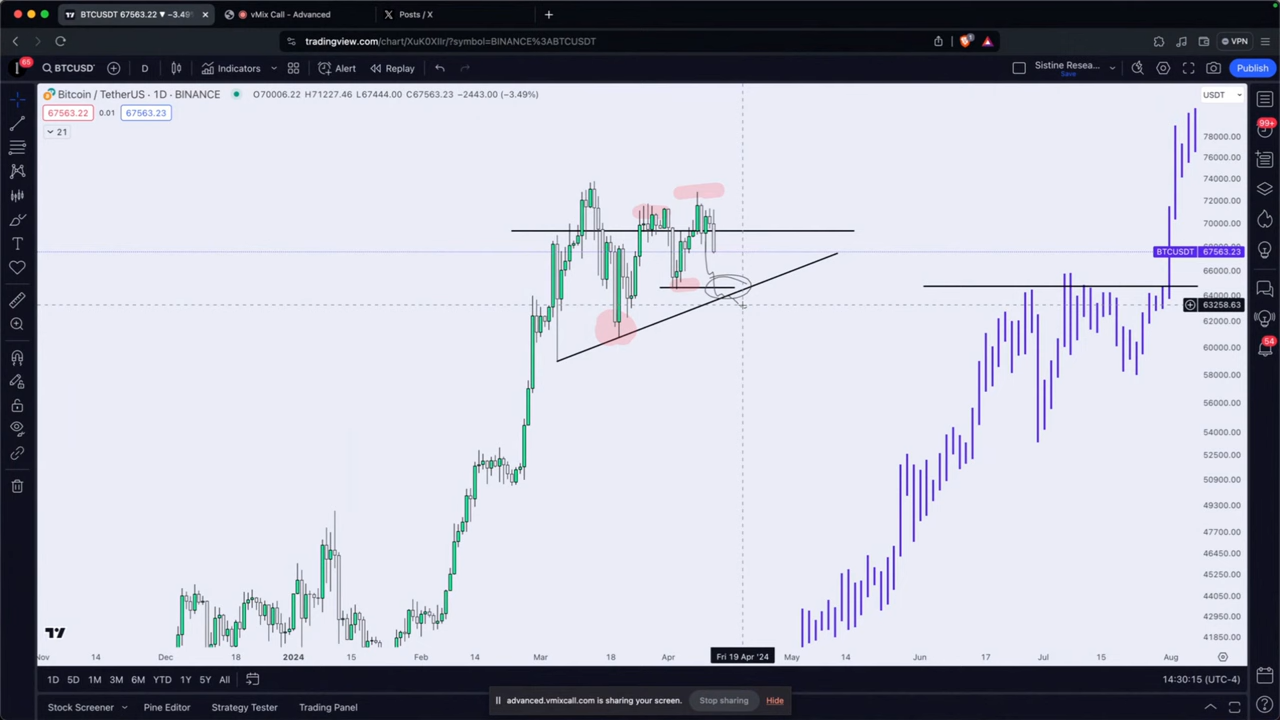 BTCUSDT 67563.22 ▼ −3.49%
vMix Call - Advanced
Posts / X
tradingview.com/chart/XuK0XIIr/?symbol=BINANCE%3ABTCUSDT
VPN
65
BTCUSDT
D
Indicators
Alert
Replay
Sistine Resea...
Save
Publish
Bitcoin / TetherUS · 1D · BINANCE
O70006.22 H71227.46 L67444.00 C67563.23 −2443.00 (−3.49%)
USDT
67563.22
0.01
67563.23
21
99+
78000.00
76000.00
74000.00
72000.00
70000.00
BTCUSDT 67563.23
66000.00
64000.00
63258.63
62000.00
60000.00
58000.00
56000.00
54000.00
52500.00
50900.00
49300.00
47700.00
46450.00
45250.00
44050.00
42950.00
41850.00
54
Nov 14 Dec 18 2024 15 Feb 14 Mar 18 Apr Fri 19 Apr '24 May 14 Jun 17 Jul 15 Aug
1D 5D 1M 3M 6M YTD 1Y 5Y All
14:30:15 (UTC-4)
advanced.vmixcall.com is sharing your screen.
Stop sharing
Hide
Stock Screener
Pine Editor
Strategy Tester
Trading Panel